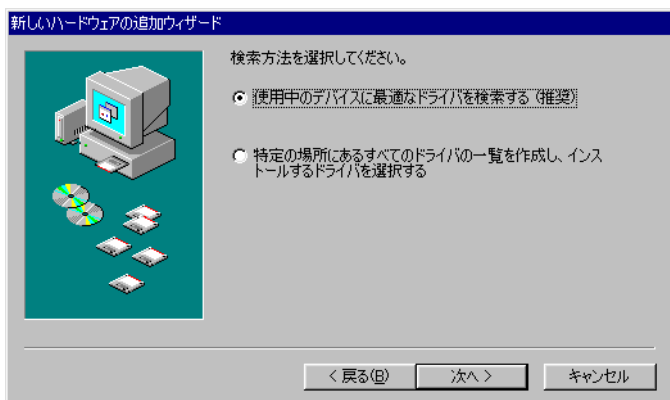 新しいハードウェアの追加ウィザード
検索方法を選択してください。
使用中のデバイスに最適なドライバを検索する (推奨)
特定の場所にあるすべてのドライバの一覧を作成し、インス
トールするドライバを選択する
< 戻る(B)
次へ >
キャンセル